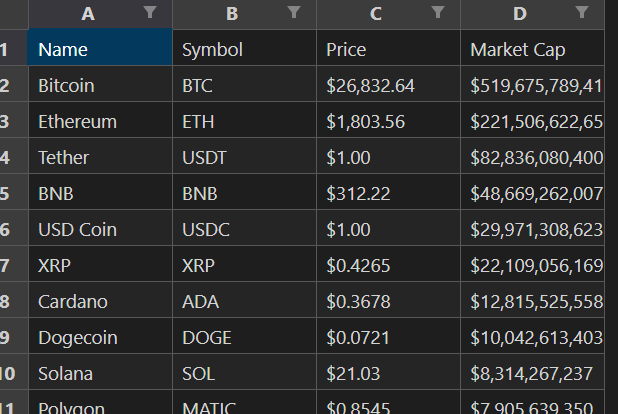 A B C D
1 Name Symbol Price Market Cap
2 Bitcoin BTC $26,832.64 $519,675,789,41
3 Ethereum ETH $1,803.56 $221,506,622,65
4 Tether USDT $1.00 $82,836,080,400
5 BNB BNB $312.22 $48,669,262,007
6 USD Coin USDC $1.00 $29,971,308,623
7 XRP XRP $0.4265 $22,109,056,169
8 Cardano ADA $0.3678 $12,815,525,558
9 Dogecoin DOGE $0.0721 $10,042,613,403
10 Solana SOL $21.03 $8,314,267,237
11 Polygon MATIC $0.8545 $7,905,639,350